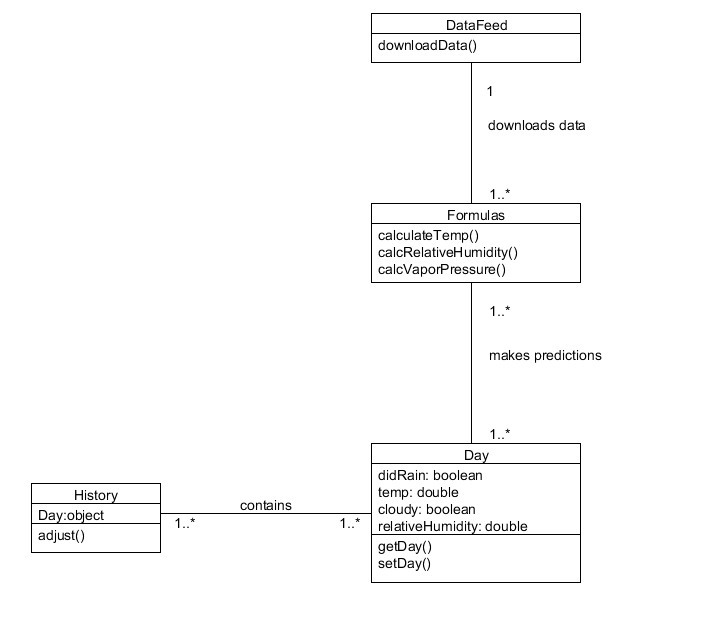 DataFeed
downloadData()
1
downloads data
1..*
Formulas
calculateTemp()
calcRelativeHumidity()
calcVaporPressure()
1..*
makes predictions
1..*
Day
didRain: boolean
temp: double
cloudy: boolean
relativeHumidity: double
getDay()
setDay()
History
Day:object
adjust()
contains
1..*
1..*